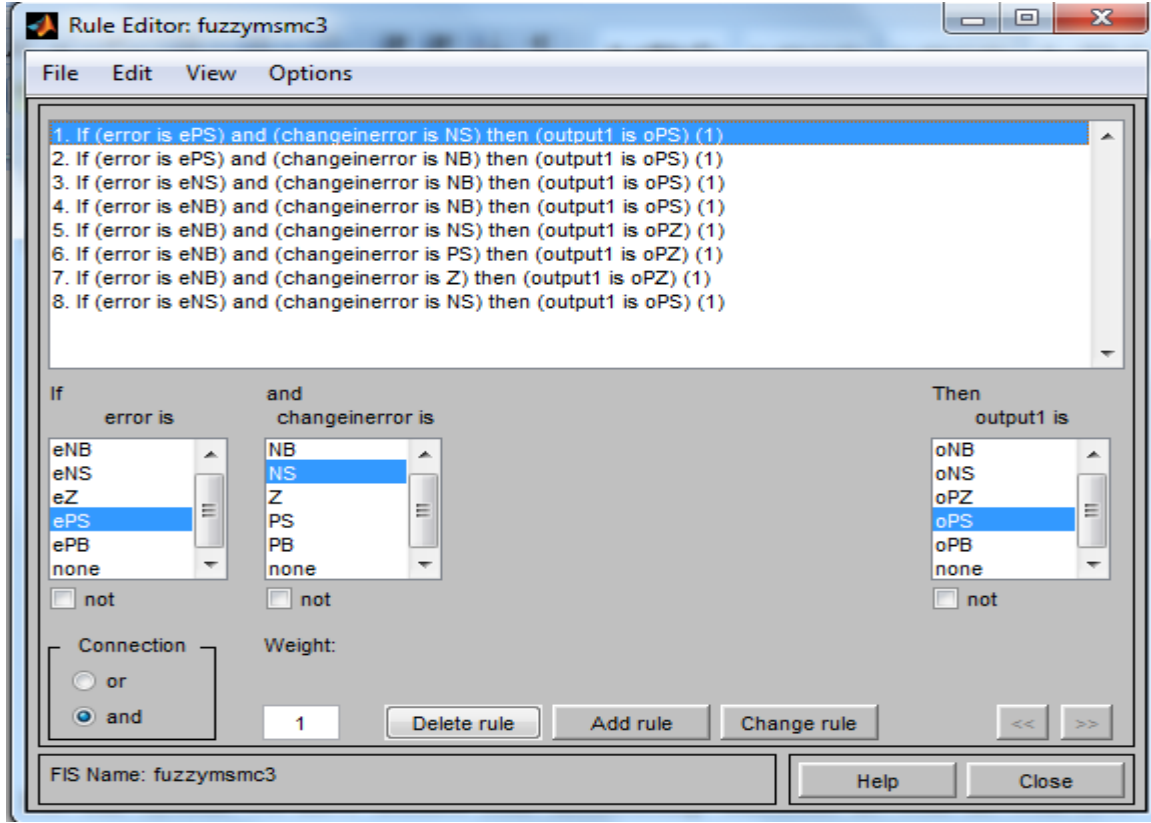 Rule Editor: fuzzymsmc3
File Edit View Options
1. If (error is ePS) and (changeinerror is NS) then (output1 is oPS) (1)
2. If (error is ePS) and (changeinerror is NB) then (output1 is oPS) (1)
3. If (error is eNS) and (changeinerror is NB) then (output1 is oPS) (1)
4. If (error is eNB) and (changeinerror is NB) then (output1 is oPS) (1)
5. If (error is eNB) and (changeinerror is NS) then (output1 is oPZ) (1)
6. If (error is eNB) and (changeinerror is PS) then (output1 is oPZ) (1)
7. If (error is eNB) and (changeinerror is Z) then (output1 is oPZ) (1)
8. If (error is eNS) and (changeinerror is NS) then (output1 is oPS) (1)
If and Then
error is changeinerror is output1 is
eNB NB oNB
eNS NS oNS
eZ Z oPZ
ePS PS oPS
ePB PB oPB
none none none
not not not
Connection Weight:
or
and 1 Delete rule Add rule Change rule << >>
FIS Name: fuzzymsmc3 Help Close